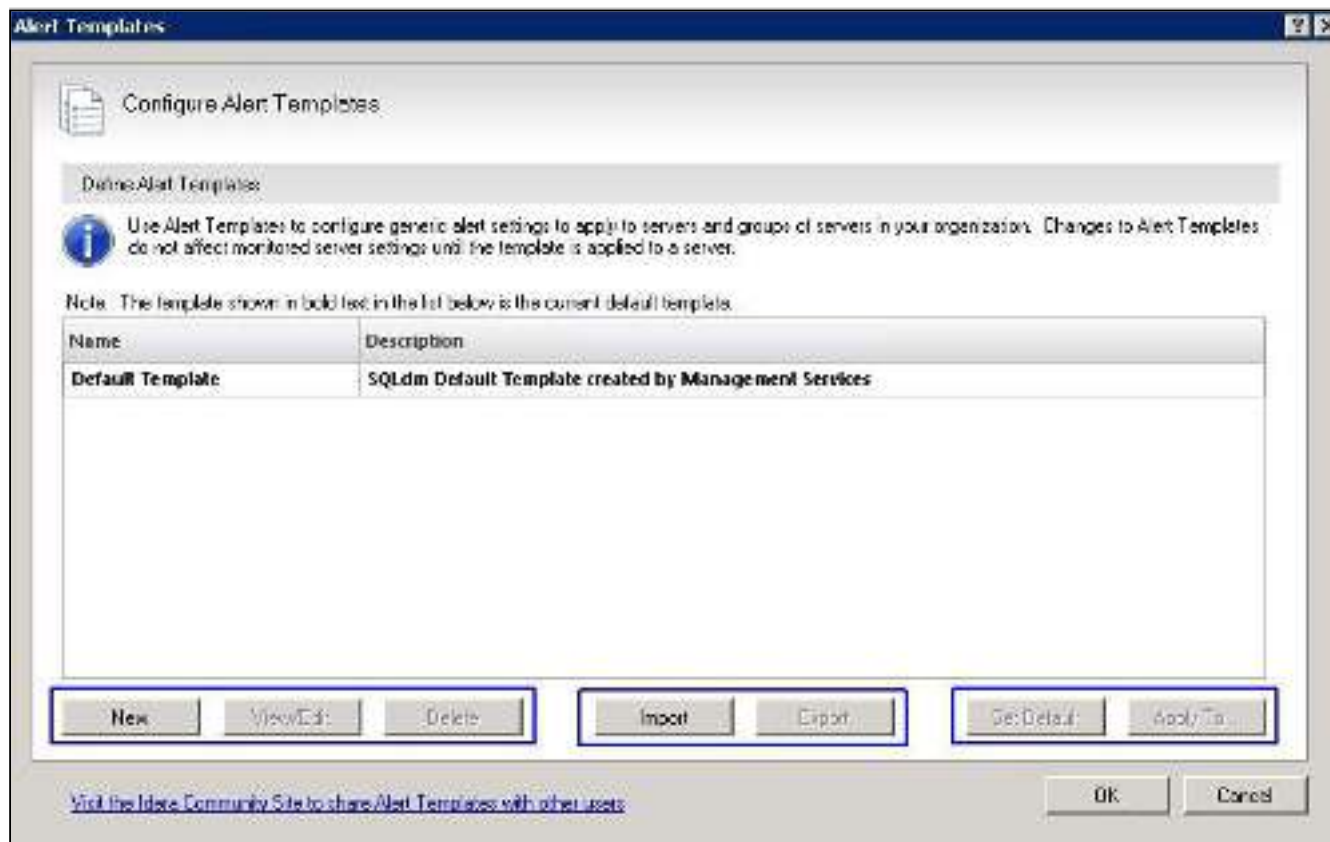 Alert Templates
Configure Alert Templates
Define Alert Templates
Use Alert Templates to configure generic alert settings to apply to servers and groups of servers in your organization. Changes to Alert Templates
do not affect monitored server settings until the template is applied to a server.
Note: The template shown in bold text in the list below is the current default template.
Name Description
Default Template SQLdm Default Template created by Management Services
New View/Edit Delete Import Export Set Default Apply To...
Visit the Idera Community Site to share Alert Templates with other users
OK Cancel